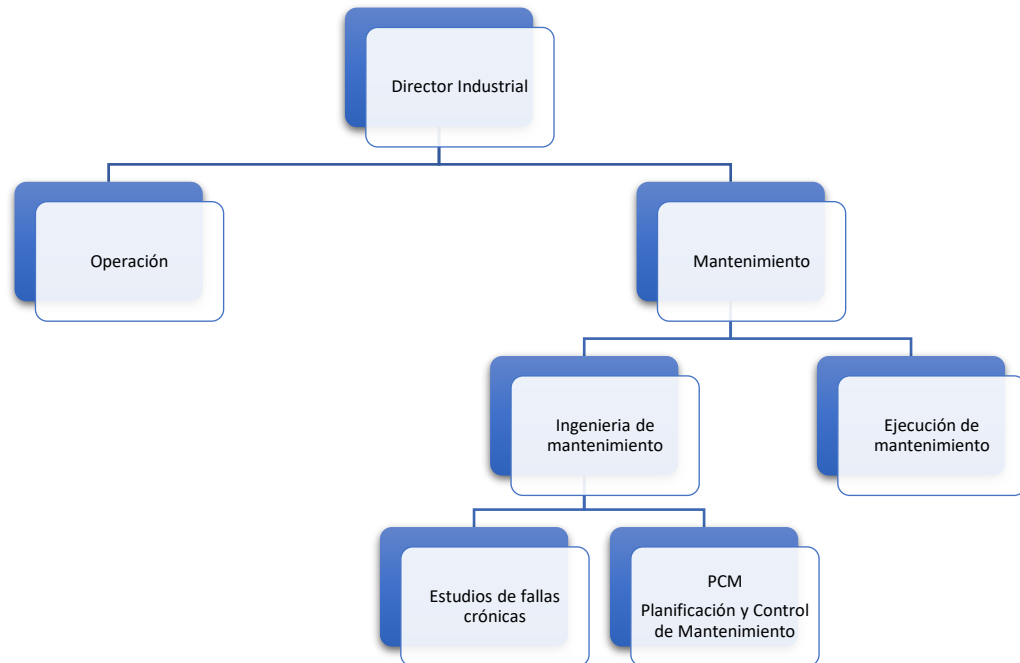 Director Industrial
Operación
Mantenimiento
Ingenieria de
mantenimiento
Ejecución de
mantenimiento
Estudios de fallas
crónicas
PCM
Planificación y Control
de Mantenimiento